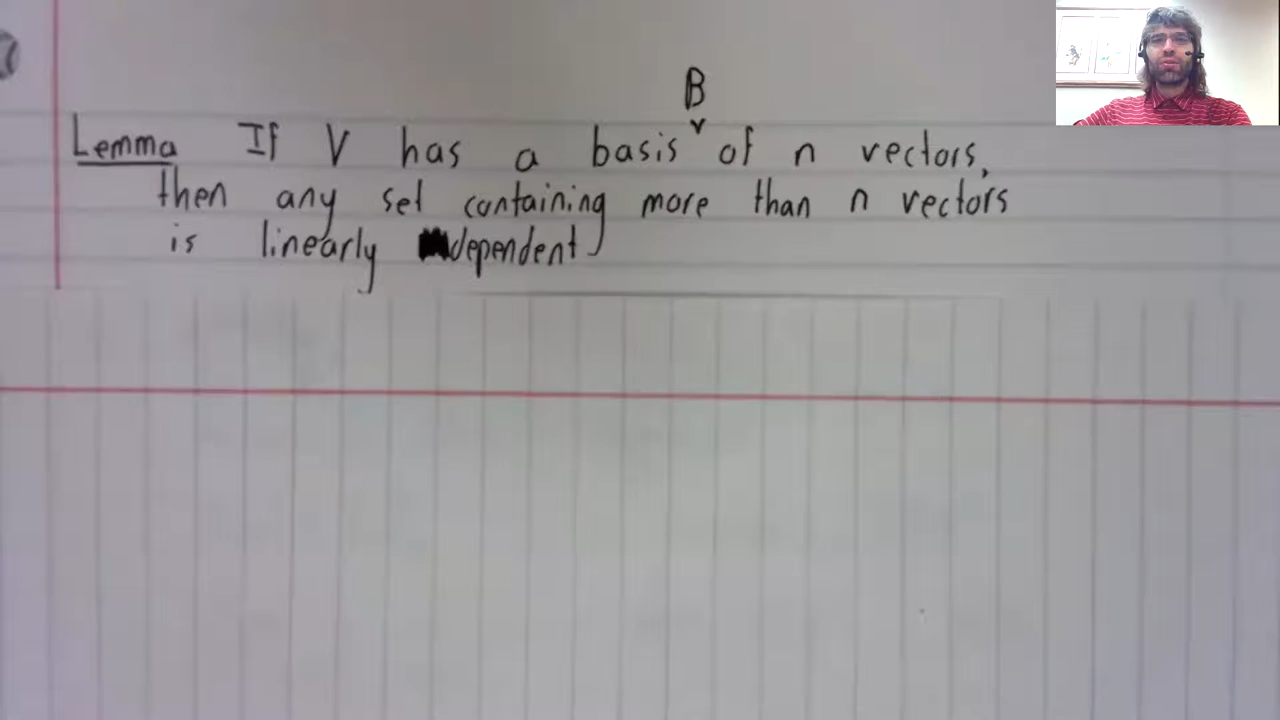 B
Lemma If V has a basis ˅ of n vectors,
then any set containing more than n vectors
is linearly dependent